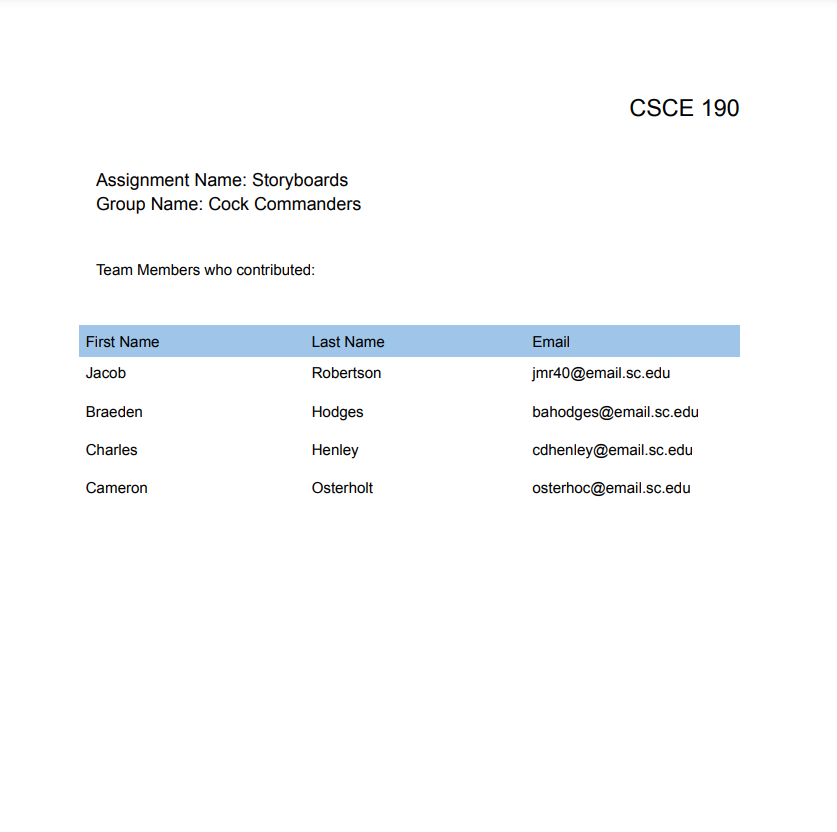 CSCE 190
Assignment Name: Storyboards
Group Name: Cock Commanders
Team Members who contributed:
First Name Last Name Email
Jacob Robertson jmr40@email.sc.edu
Braeden Hodges bahodges@email.sc.edu
Charles Henley cdhenley@email.sc.edu
Cameron Osterholt osterhoc@email.sc.edu